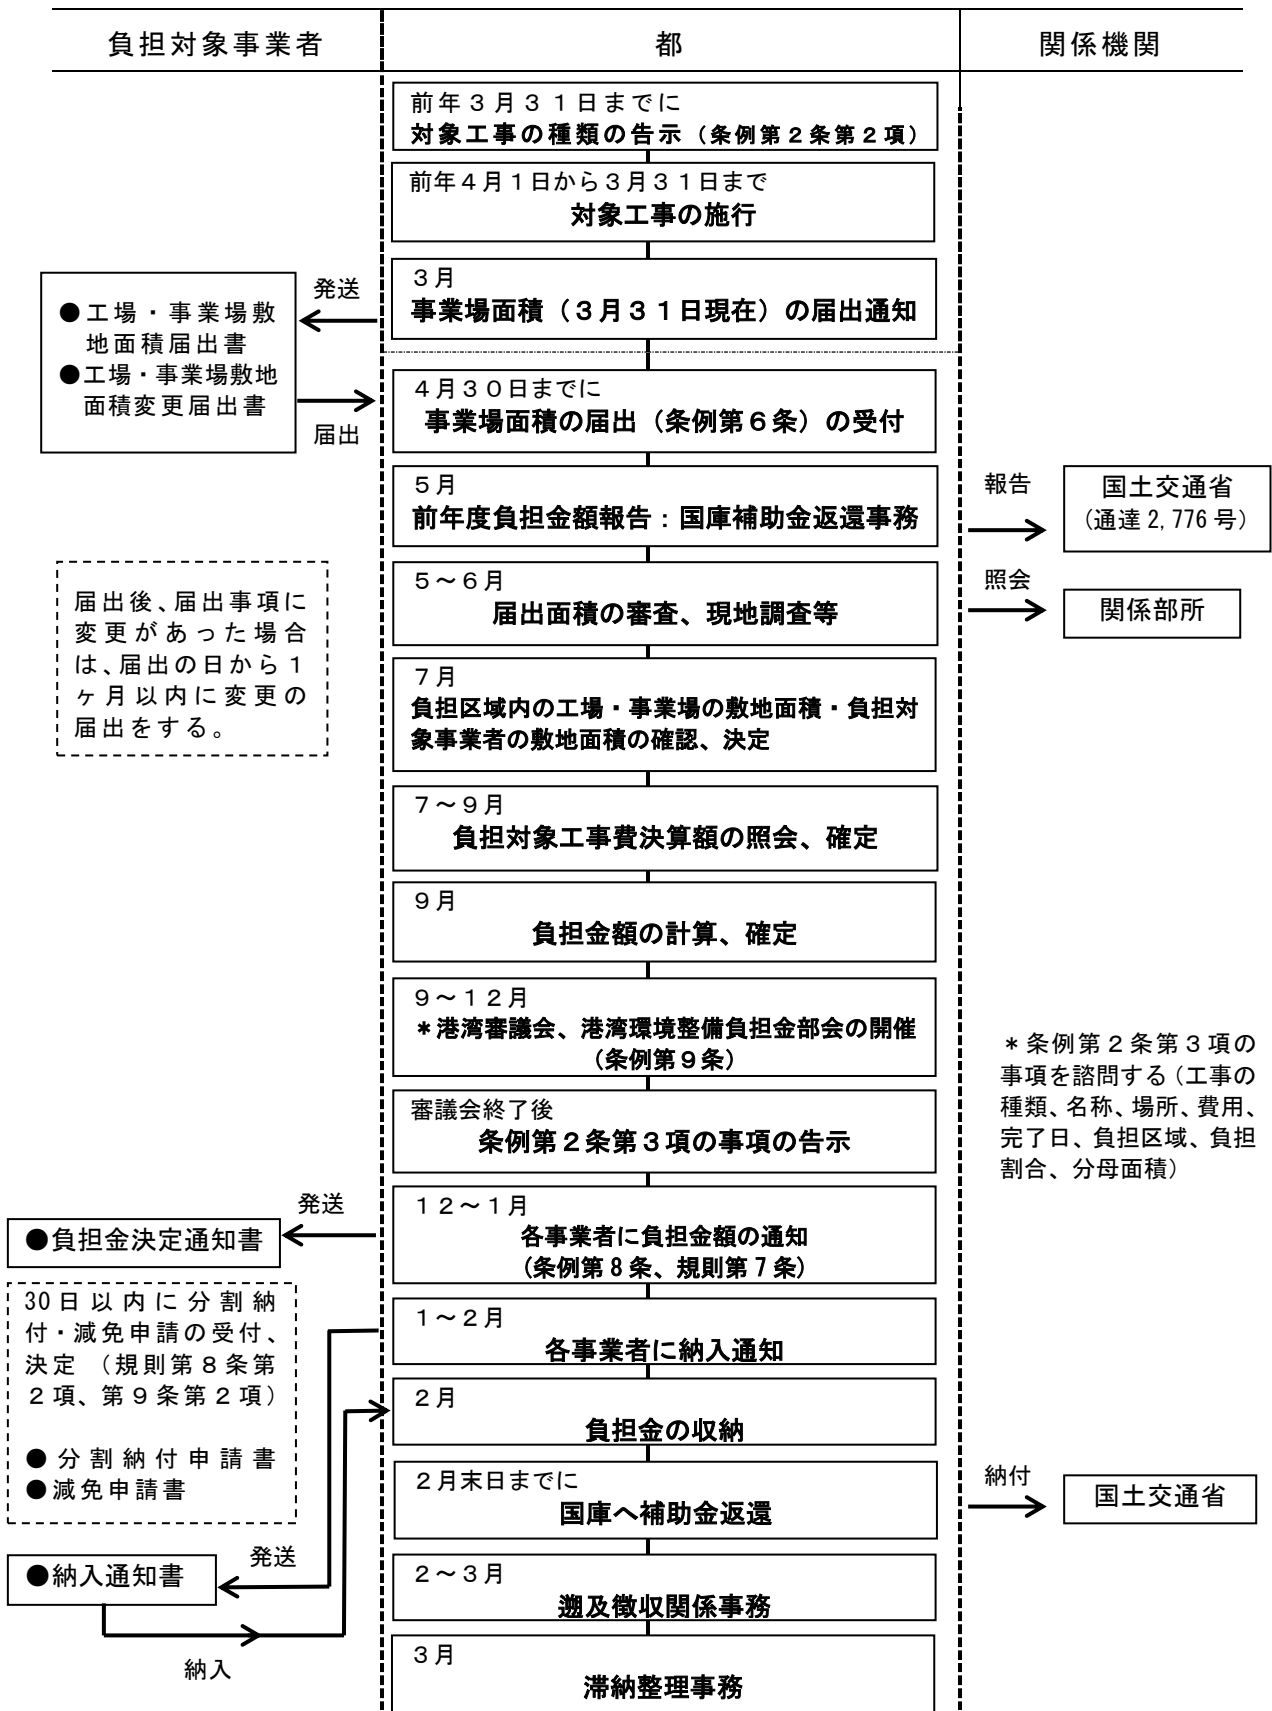 負担対象事業者
都
関係機関
前年３月３１日までに
対象工事の種類の告示（条例第２条第２項）
前年４月１日から３月３１日まで
対象工事の施行
３月
事業場面積（３月３１日現在）の届出通知
発送
●工場・事業場敷
地面積届出書
●工場・事業場敷地
面積変更届出書
届出
４月３０日までに
事業場面積の届出（条例第６条）の受付
５月
前年度負担金額報告：国庫補助金返還事務
報告
国土交通省
（通達2,776号）
５～６月
届出面積の審査、現地調査等
照会
関係部所
届出後、届出事項に
変更があった場合
は、届出の日から１
ヶ月以内に変更の
届出をする。
７月
負担区域内の工場・事業場の敷地面積・負担対
象事業者の敷地面積の確認、決定
７～９月
負担対象工事費決算額の照会、確定
９月
負担金額の計算、確定
９～１２月
＊港湾審議会、港湾環境整備負担金部会の開催
（条例第９条）
＊条例第２条第３項の
事項を諮問する（工事の
種類、名称、場所、費用、
完了日、負担区域、負担
割合、分母面積）
審議会終了後
条例第２条第３項の事項の告示
１２～１月
各事業者に負担金額の通知
（条例第８条、規則第７条）
発送
●負担金決定通知書
30日以内に分割納
付・減免申請の受付、
決定（規則第８条第
２項、第９条第２項）
●分割納付申請書
●減免申請書
１～２月
各事業者に納入通知
２月
負担金の収納
２月末日までに
国庫へ補助金返還
納付
国土交通省
発送
●納入通知書
納入
２～３月
遡及徴収関係事務
３月
滞納整理事務